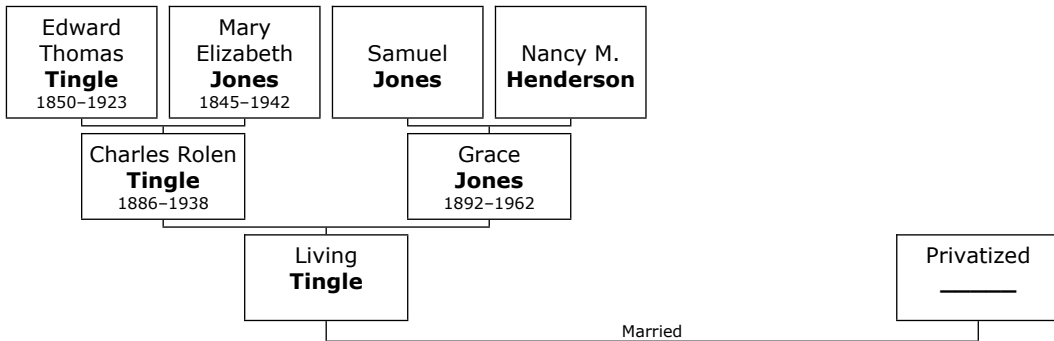 Edward
Thomas
Tingle
1850–1923
Mary
Elizabeth
Jones
1845–1942
Samuel
Jones
Nancy M.
Henderson
Charles Rolen
Tingle
1886–1938
Grace
Jones
1892–1962
Living
Tingle
Privatized
_____
Married